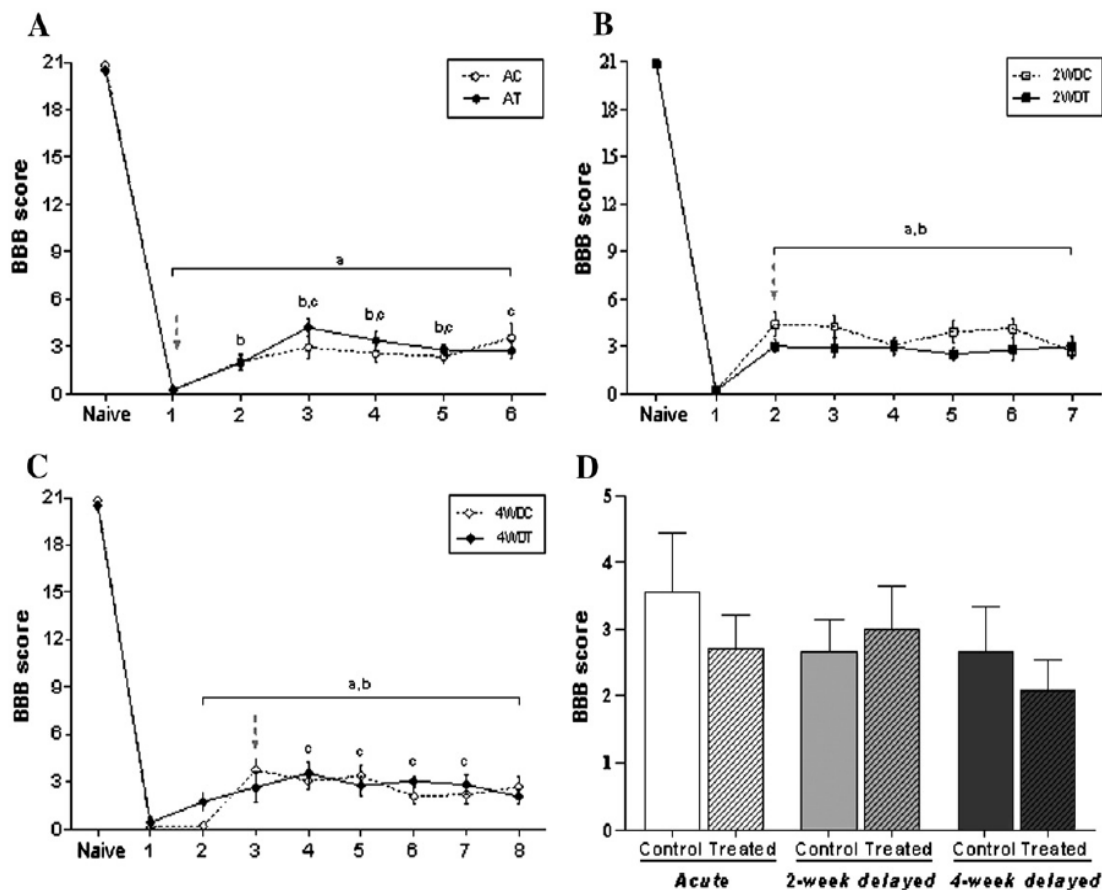 A
BBB score
21
18
15
12
9
6
3
0
AC
AT
a
b
b,c
b,c
b,c
c
Naive 1 2 3 4 5 6
B
BBB score
21
18
15
12
9
6
3
0
2WDC
2WDT
a,b
Naive 1 2 3 4 5 6 7
C
BBB score
21
18
15
12
9
6
3
0
4WDC
4WDT
a,b
c c c c
Naive 1 2 3 4 5 6 7 8
D
BBB score
5
4
3
2
1
0
Control Treated Control Treated Control Treated
Acute 2-week delayed 4-week delayed